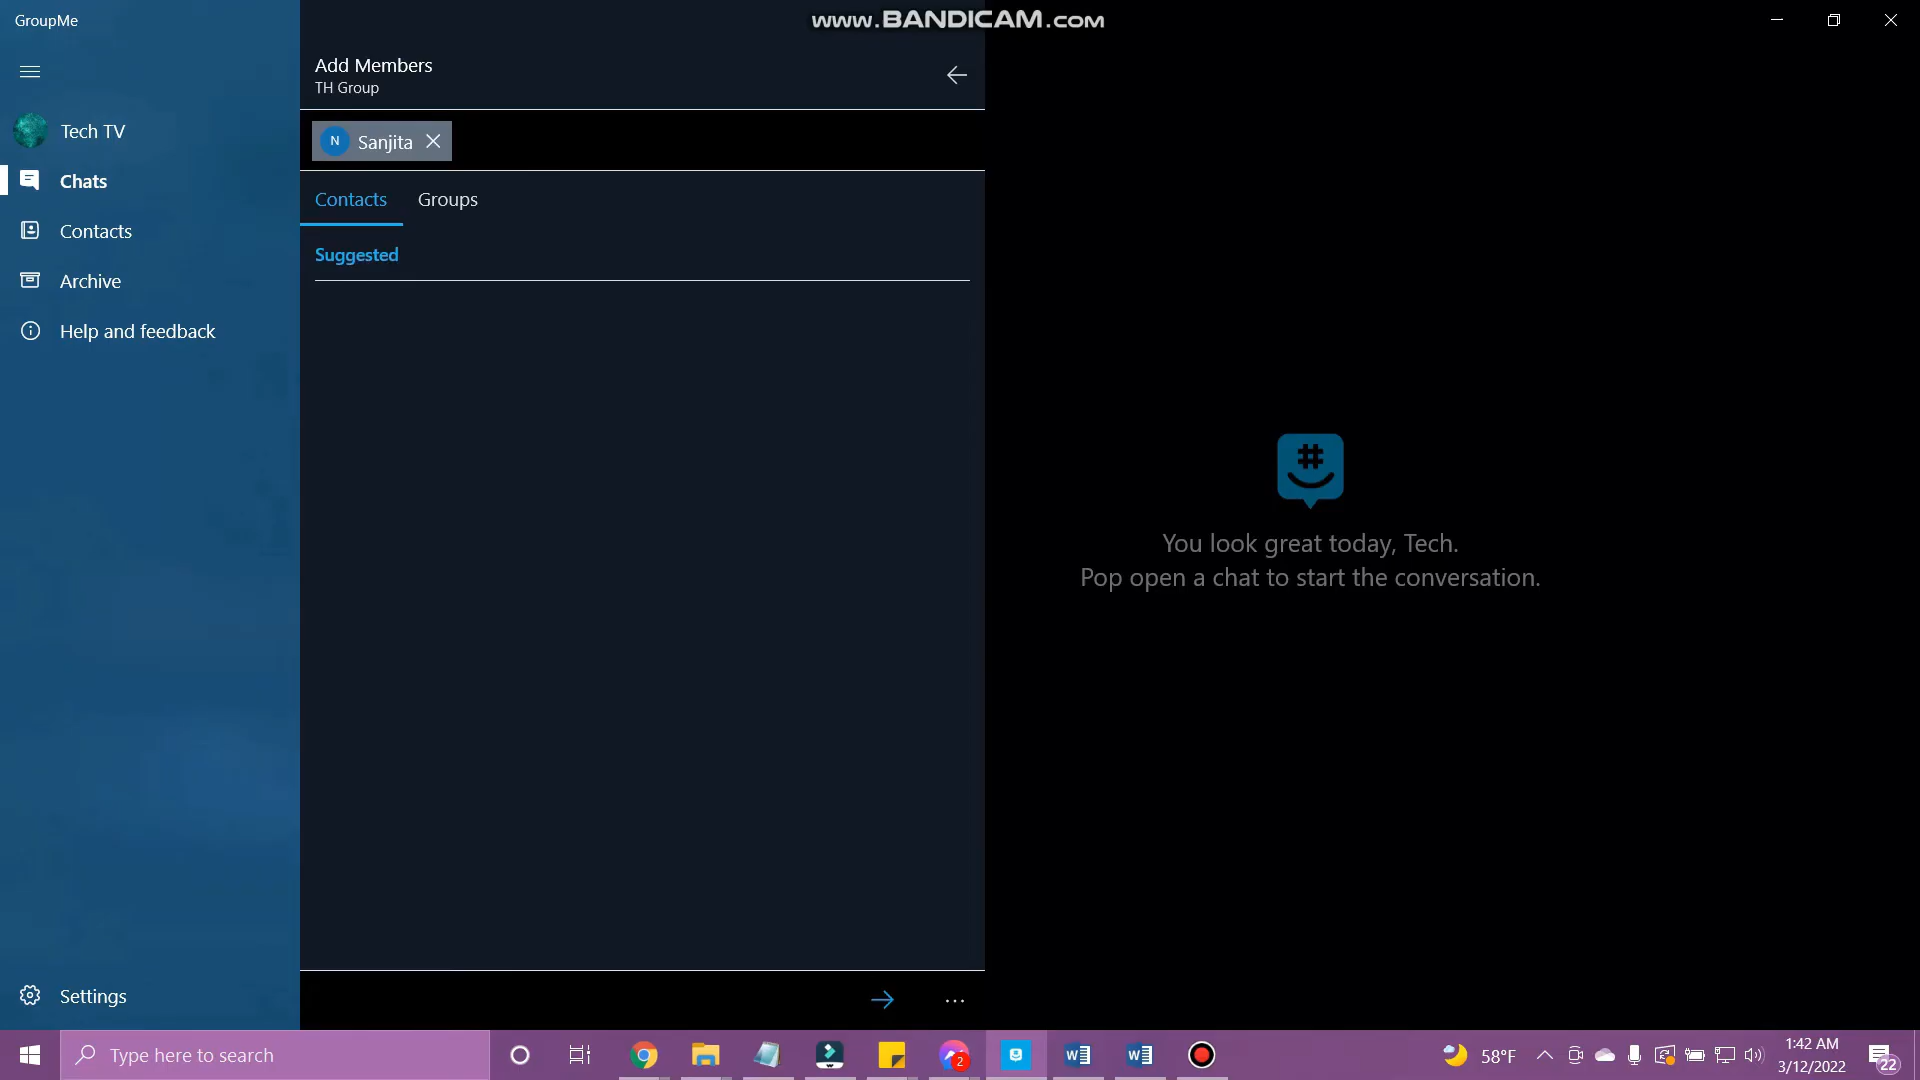 GroupMe
www.BANDICAM.COM
Add Members
TH Group
Tech TV
N Sanjita
Chats
Contacts
Archive
Help and feedback
Contacts Groups
Suggested
#
You look great today, Tech.
Pop open a chat to start the conversation.
Settings
...
Type here to search
2
W
W
58°F
1:42 AM
3/12/2022
22